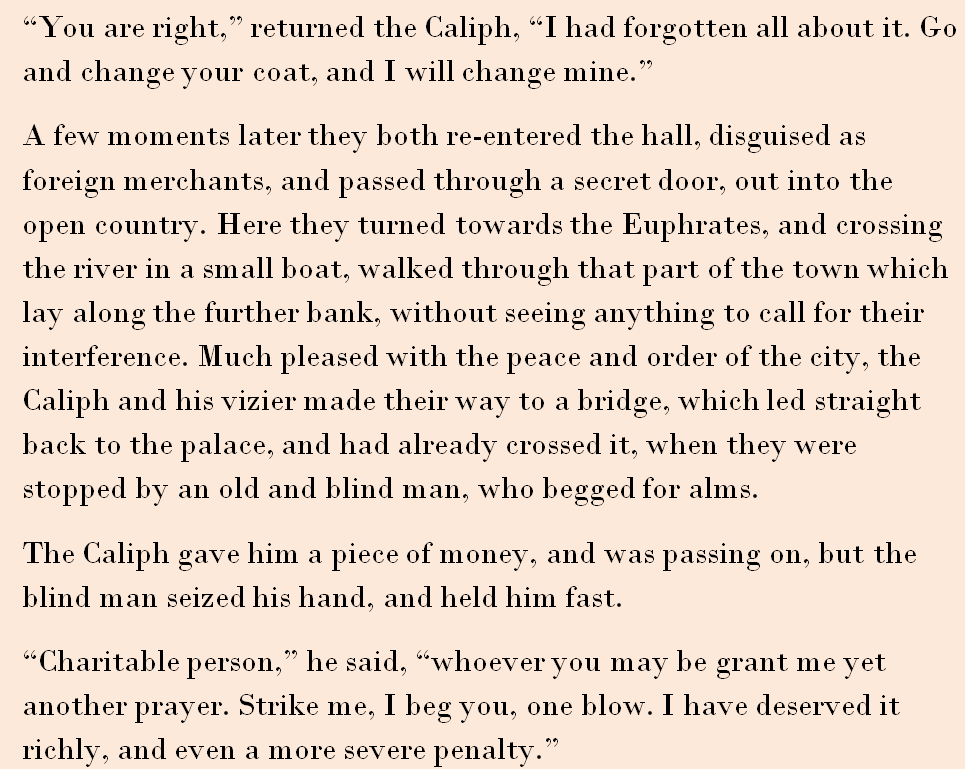 “You are right,” returned the Caliph, “I had forgotten all about it. Go
and change your coat, and I will change mine.”
A few moments later they both re-entered the hall, disguised as
foreign merchants, and passed through a secret door, out into the
open country. Here they turned towards the Euphrates, and crossing
the river in a small boat, walked through that part of the town which
lay along the further bank, without seeing anything to call for their
interference. Much pleased with the peace and order of the city, the
Caliph and his vizier made their way to a bridge, which led straight
back to the palace, and had already crossed it, when they were
stopped by an old and blind man, who begged for alms.
The Caliph gave him a piece of money, and was passing on, but the
blind man seized his hand, and held him fast.
“Charitable person,” he said, “whoever you may be grant me yet
another prayer. Strike me, I beg you, one blow. I have deserved it
richly, and even a more severe penalty.”